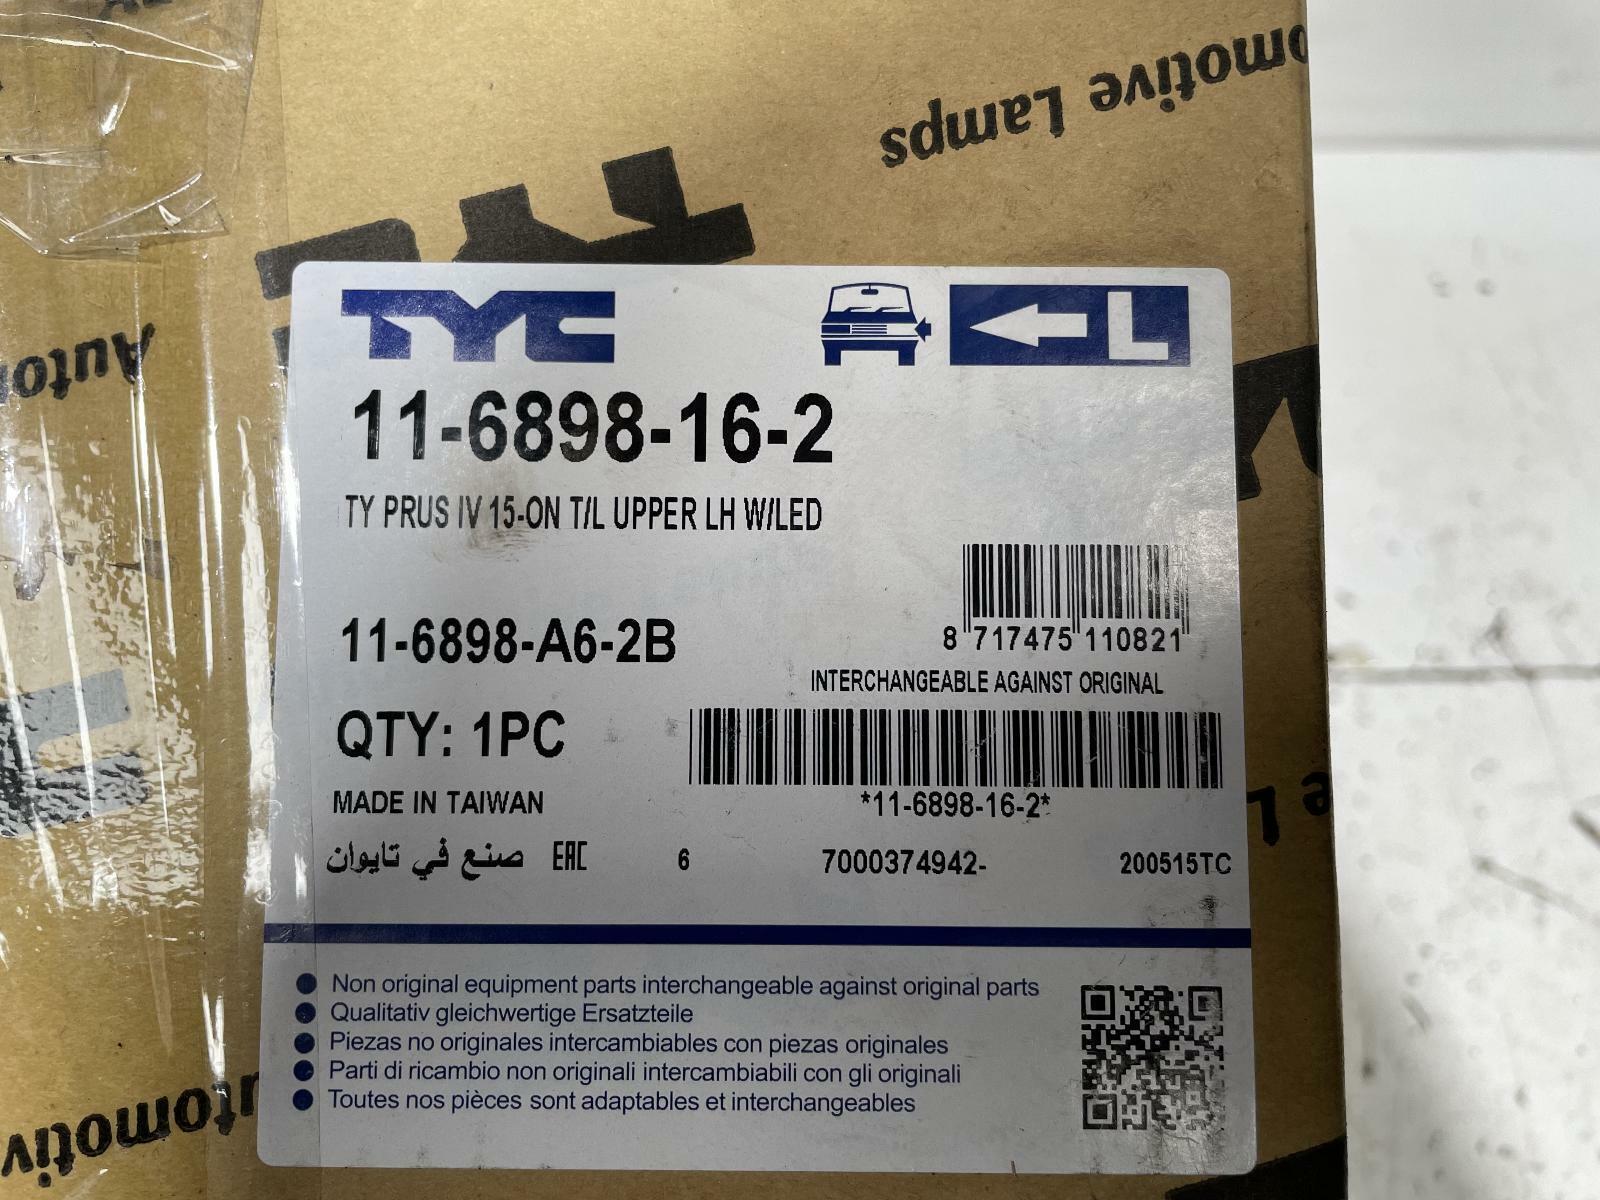 Automotive Lamps
TYC
L
11-6898-16-2
TY PRUS IV 15-ON T/L UPPER LH W/LED
11-6898-A6-2B
8 717475 110821
INTERCHANGEABLE AGAINST ORIGINAL
QTY: 1PC
*11-6898-16-2*
MADE IN TAIWAN
صنع في تايوان EAC 6 7000374942- 200515TC
Non original equipment parts interchangeable against original parts
Qualitativ gleichwertige Ersatzteile
Piezas no originales intercambiables con piezas originales
Parti di ricambio non originali intercambiabili con gli originali
Toutes nos pièces sont adaptables et interchangeables